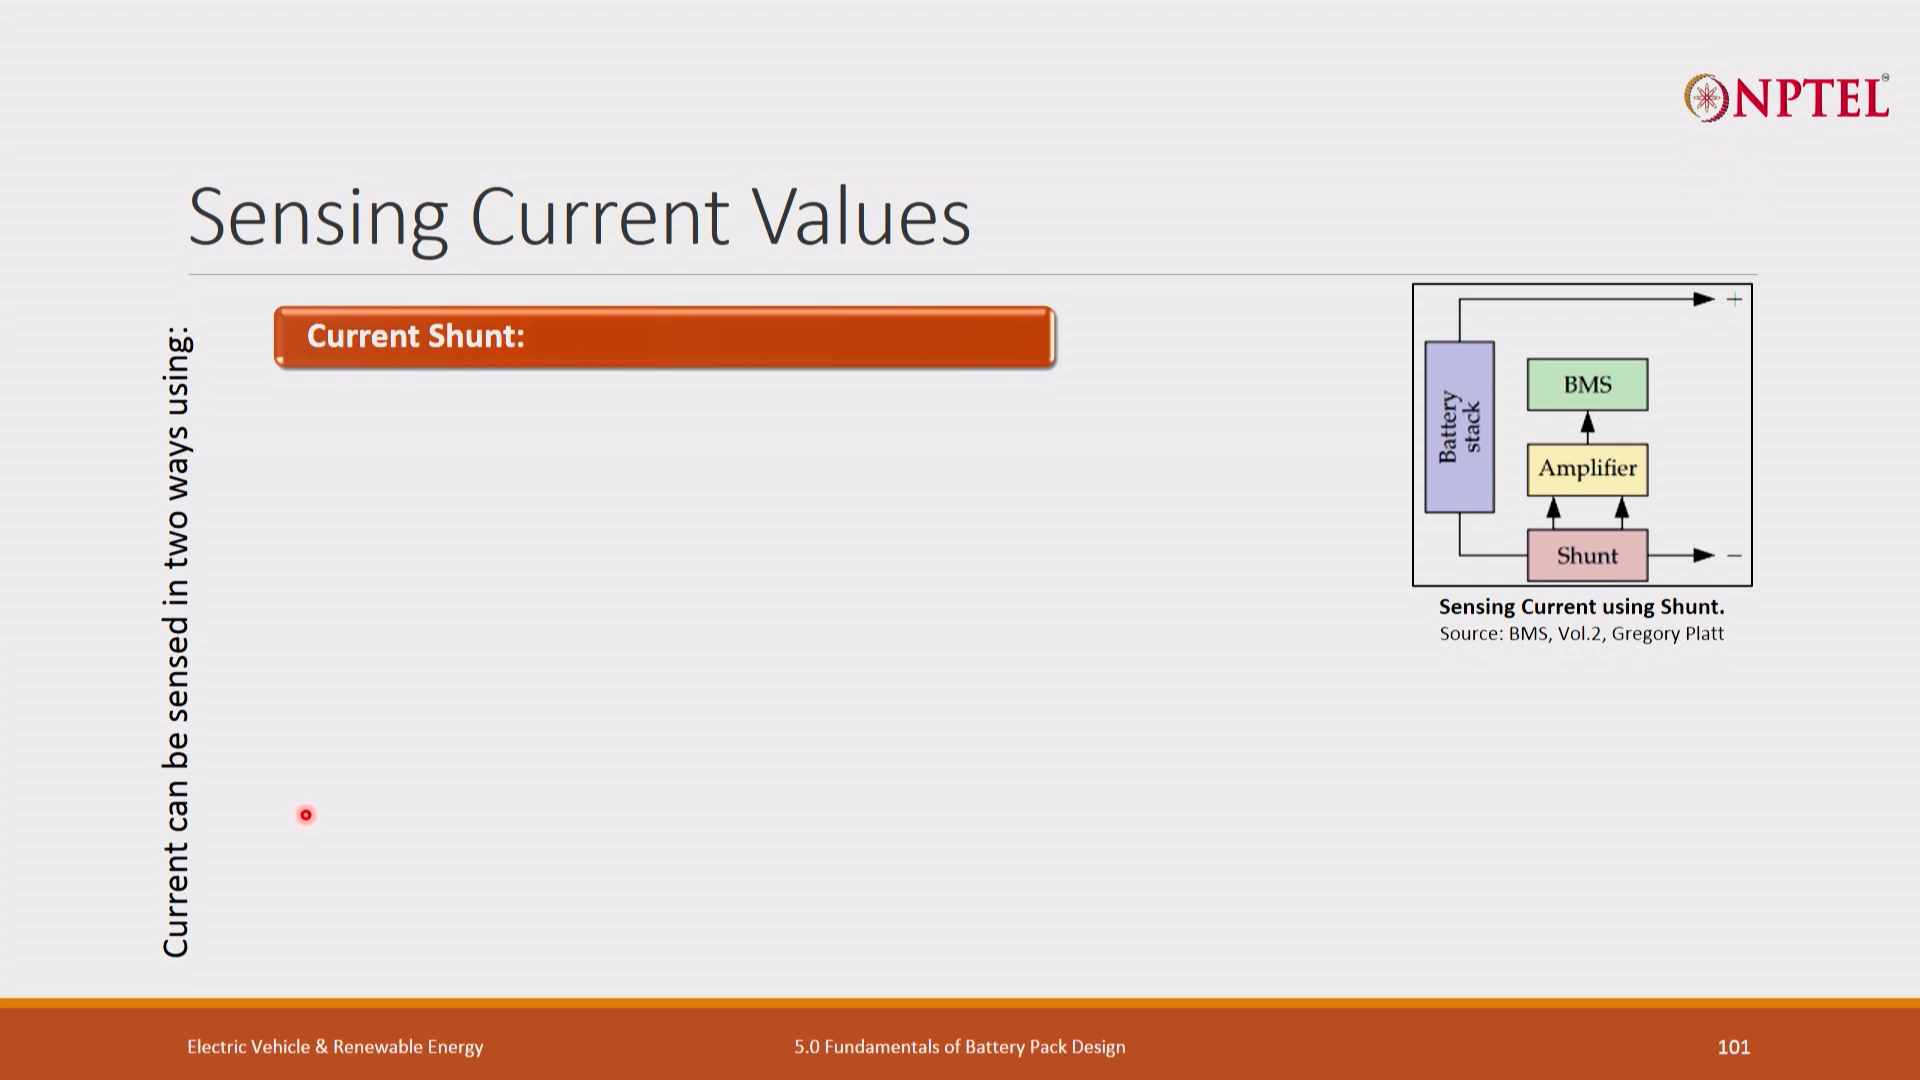 NPTEL
Sensing Current Values
Current can be sensed in two ways using:
Current Shunt:
+
Battery
stack
BMS
Amplifier
Shunt
−
Sensing Current using Shunt.
Source: BMS, Vol.2, Gregory Platt
Electric Vehicle & Renewable Energy
5.0 Fundamentals of Battery Pack Design
101